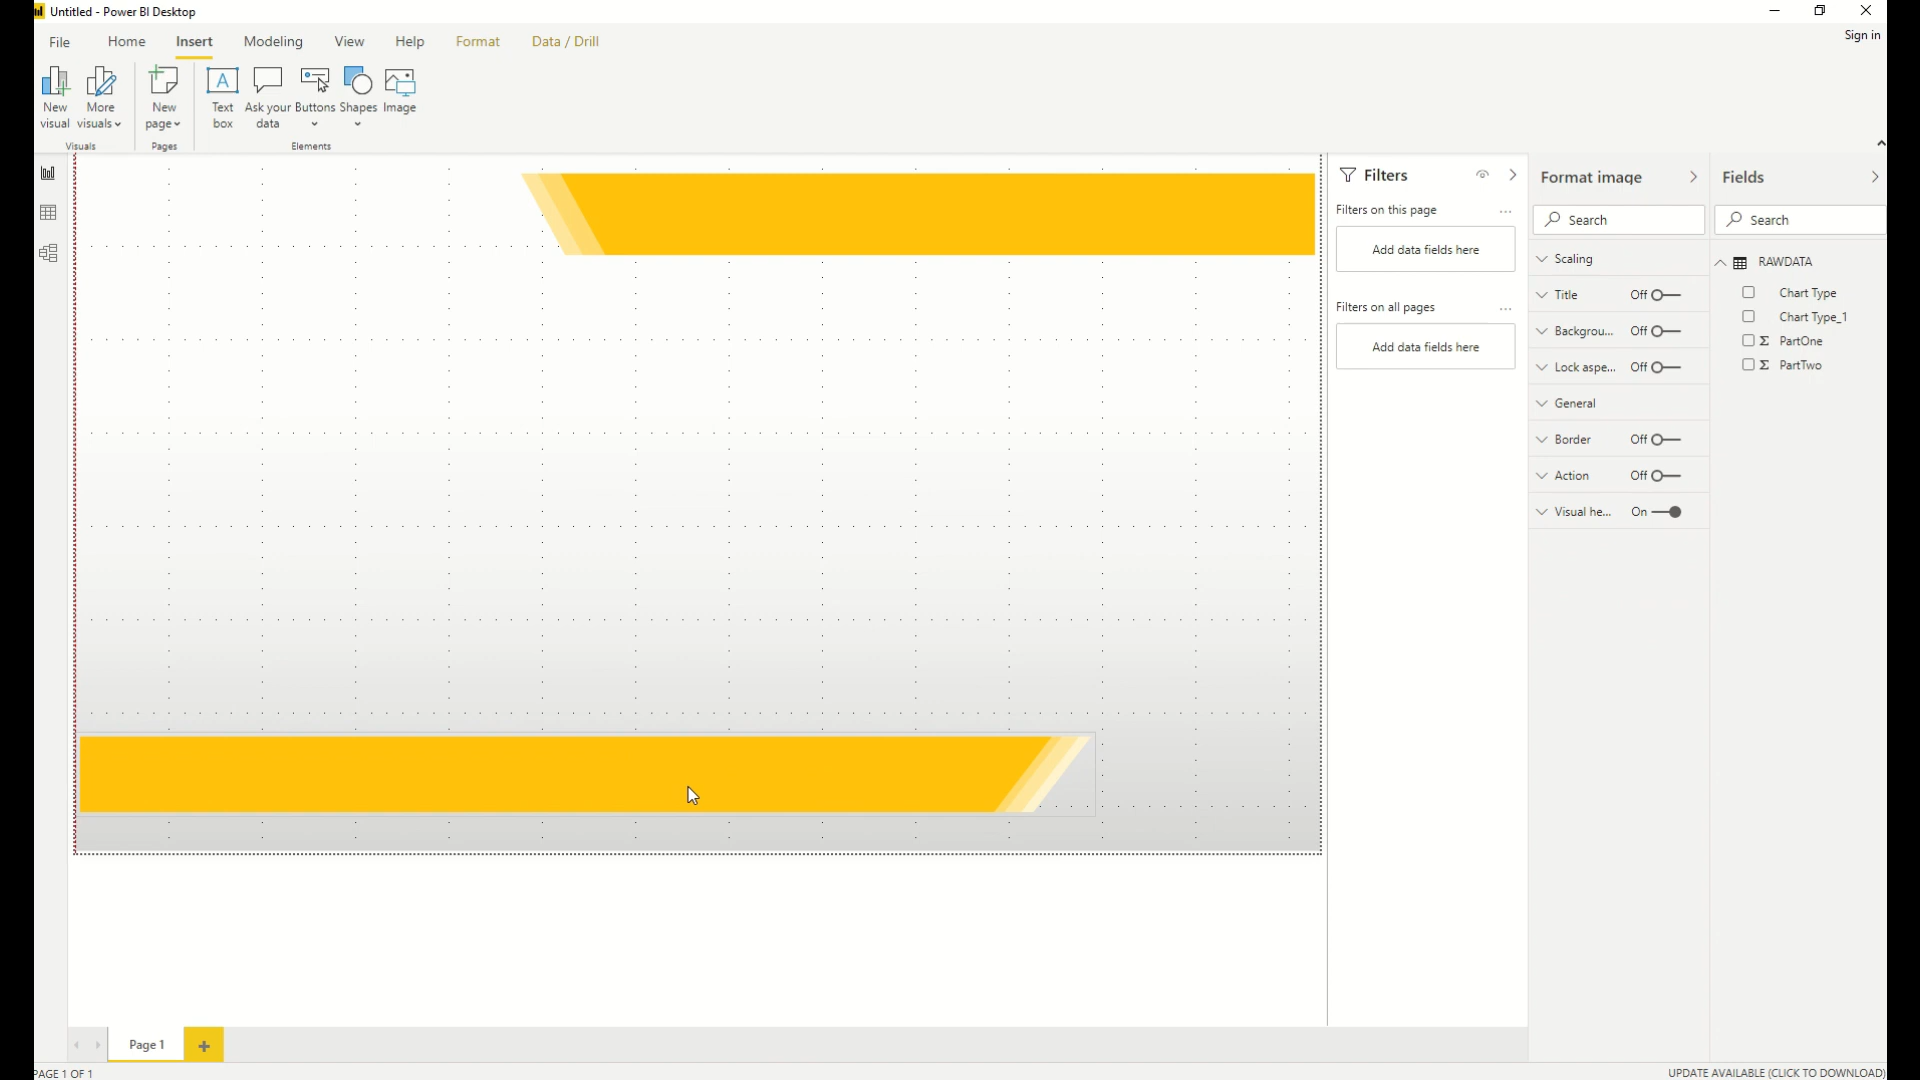 Untitled - Power BI Desktop
Sign in
File Home Insert Modeling View Help Format Data / Drill
New visual
More visuals
New page
Text box
Ask your data
Buttons
Shapes
Image
Visuals Pages Elements
Filters
Filters on this page ...
Add data fields here
Filters on all pages ...
Add data fields here
Format image
Search
Scaling
Title Off
Backgrou... Off
Lock aspe... Off
General
Border Off
Action Off
Visual he... On
Fields
Search
RAWDATA
Chart Type
Chart Type_1
Σ PartOne
Σ PartTwo
Page 1 +
PAGE 1 OF 1
UPDATE AVAILABLE (CLICK TO DOWNLOAD)